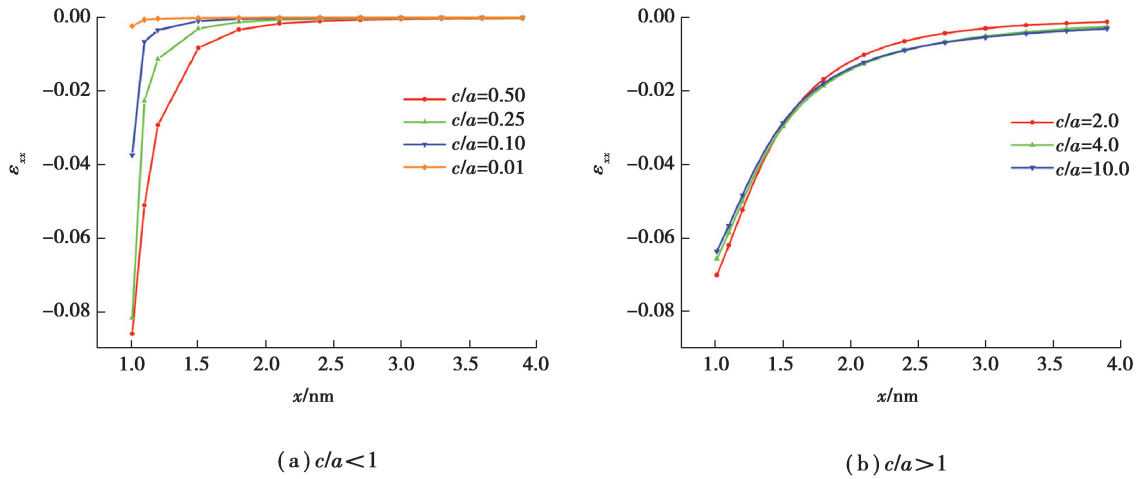 0.00
−0.02
−0.04
−0.06
−0.08
ε_xx
1.0 1.5 2.0 2.5 3.0 3.5 4.0
x/nm
c/a=0.50
c/a=0.25
c/a=0.10
c/a=0.01
(a) c/a<1
0.00
−0.02
−0.04
−0.06
−0.08
ε_xx
1.0 1.5 2.0 2.5 3.0 3.5 4.0
x/nm
c/a=2.0
c/a=4.0
c/a=10.0
(b) c/a>1